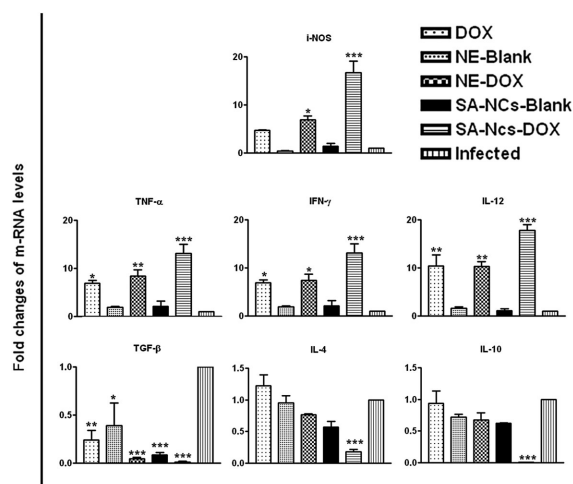 i-NOS
20
10
0
*
***
DOX
NE-Blank
NE-DOX
SA-NCs-Blank
SA-Ncs-DOX
Infected
Fold changes of m-RNA levels
TNF-α
20
10
0
*
**
***
IFN-γ
20
10
0
*
*
***
IL-12
20
10
0
**
**
***
TGF-β
1.0
0.5
0.0
**
*
***
***
***
IL-4
1.5
1.0
0.5
0.0
***
IL-10
1.5
1.0
0.5
0.0
***